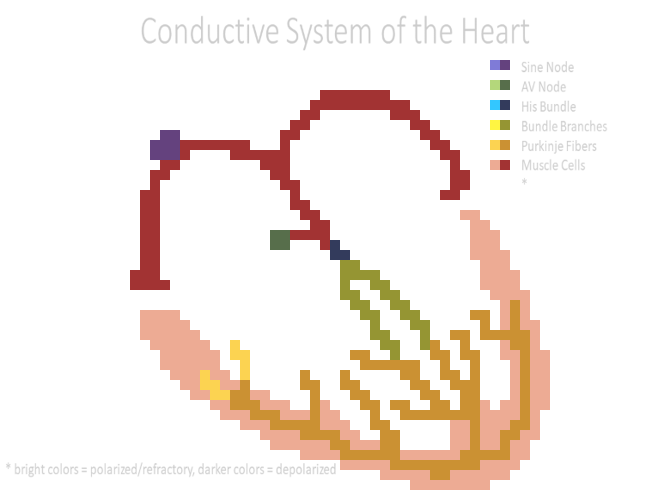 Conductive System of the Heart
Sine Node
AV Node
His Bundle
Bundle Branches
Purkinje Fibers
Muscle Cells
*
* bright colors = polarized/refractory, darker colors = depolarized